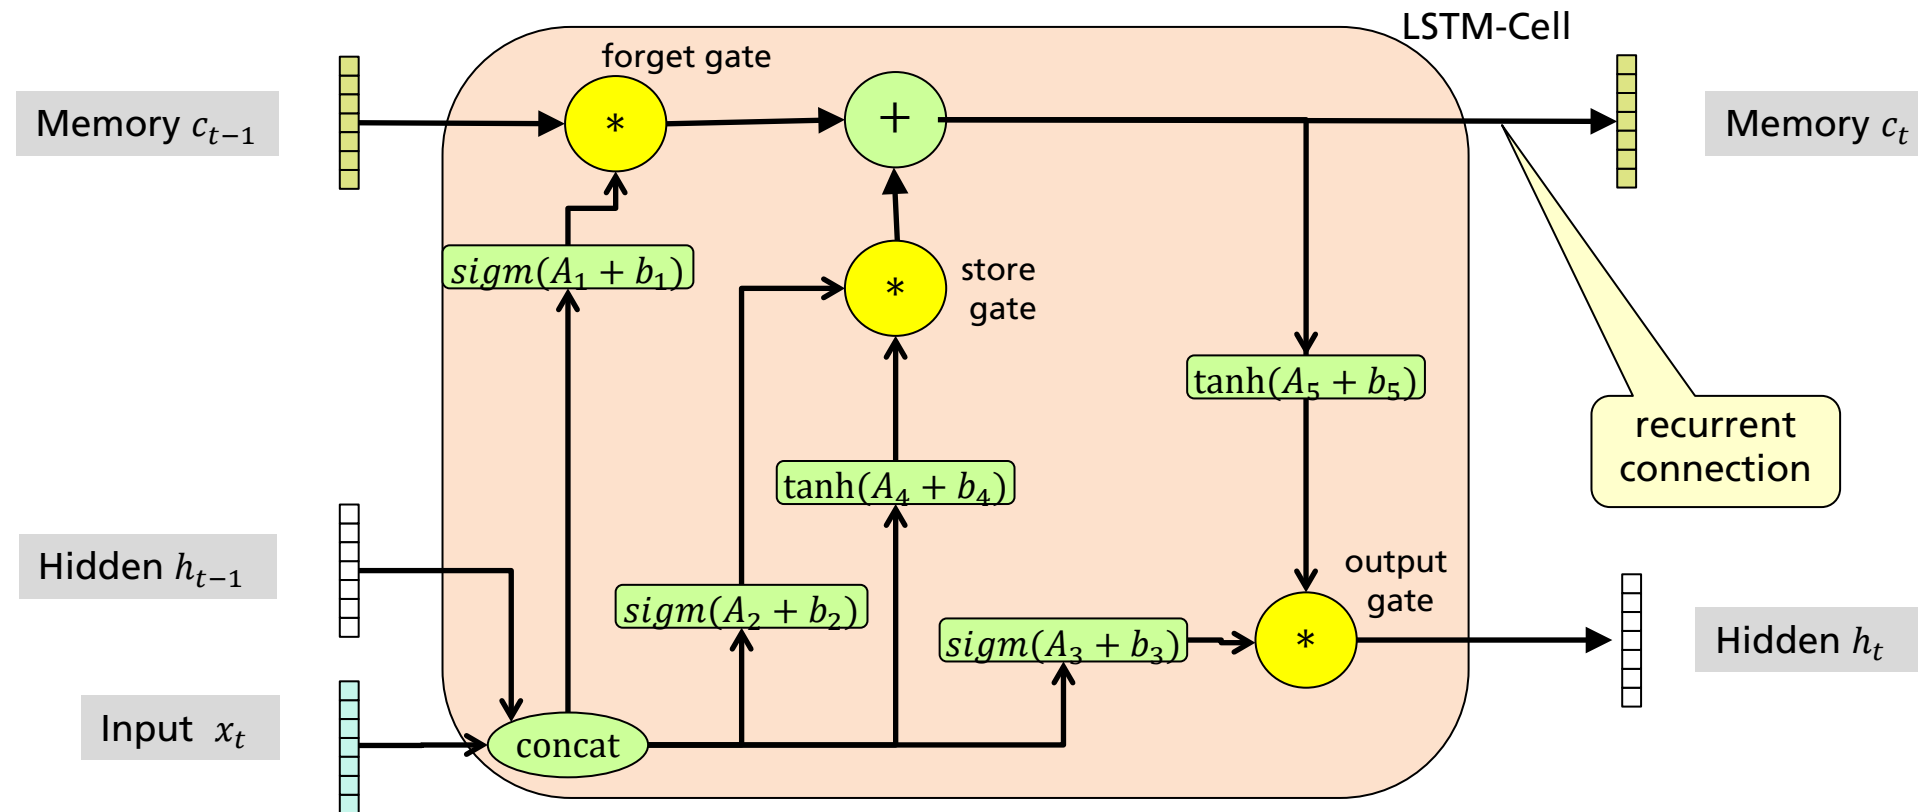 LSTM-Cell
forget gate
Memory c_{t−1}
*
+
Memory c_t
sigm(A_1 + b_1)
*
store
gate
tanh(A_5 + b_5)
recurrent
connection
tanh(A_4 + b_4)
Hidden h_{t−1}
sigm(A_2 + b_2)
output
gate
sigm(A_3 + b_3)
*
Hidden h_t
Input x_t
concat